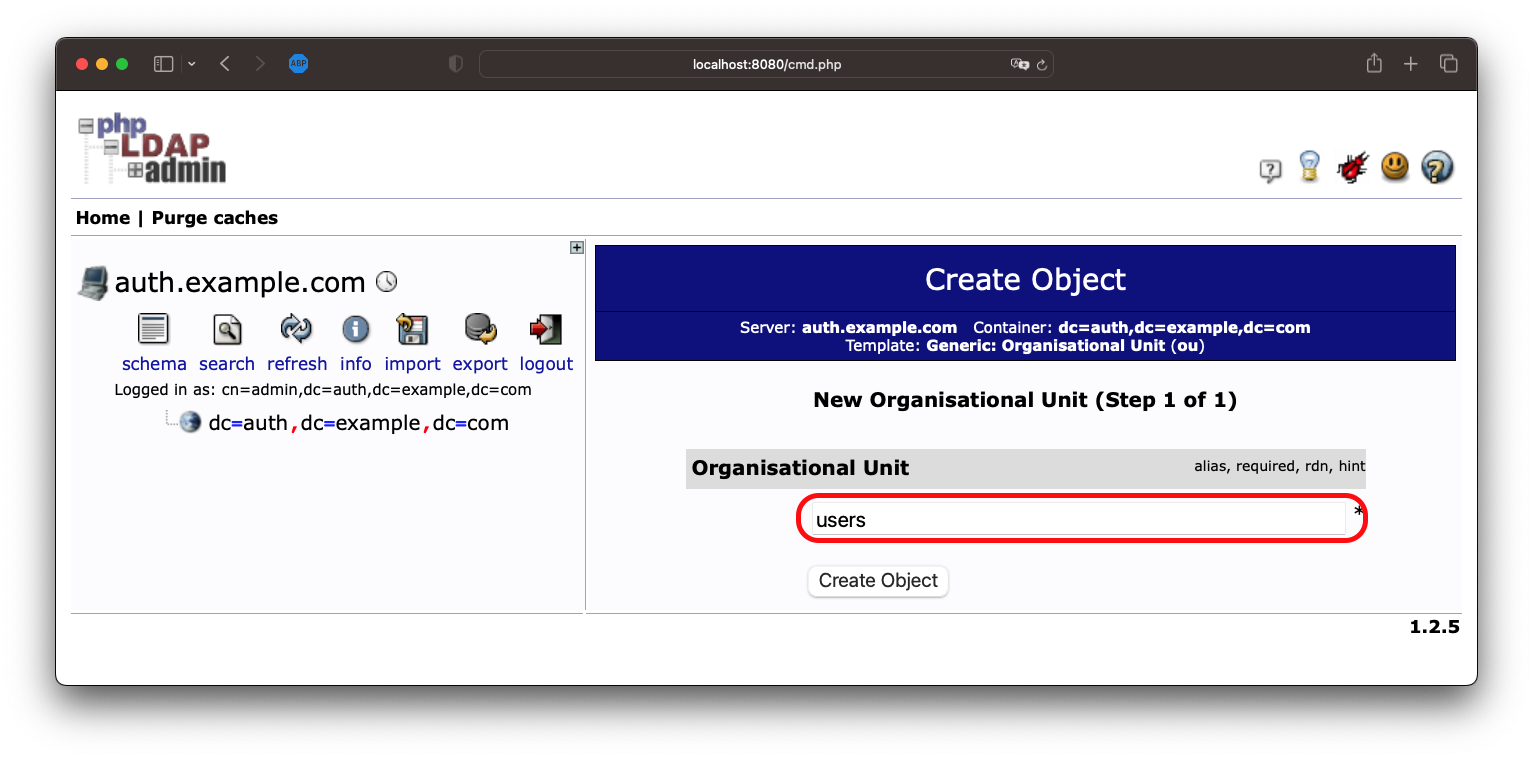 ABP
localhost:8080/cmd.php
php
LDAP
admin
Home | Purge caches
auth.example.com
schema search refresh info import export logout
Logged in as: cn=admin,dc=auth,dc=example,dc=com
dc=auth,dc=example,dc=com
Create Object
Server: auth.example.com Container: dc=auth,dc=example,dc=com
Template: Generic: Organisational Unit (ou)
New Organisational Unit (Step 1 of 1)
Organisational Unit alias, required, rdn, hint
users *
Create Object
1.2.5